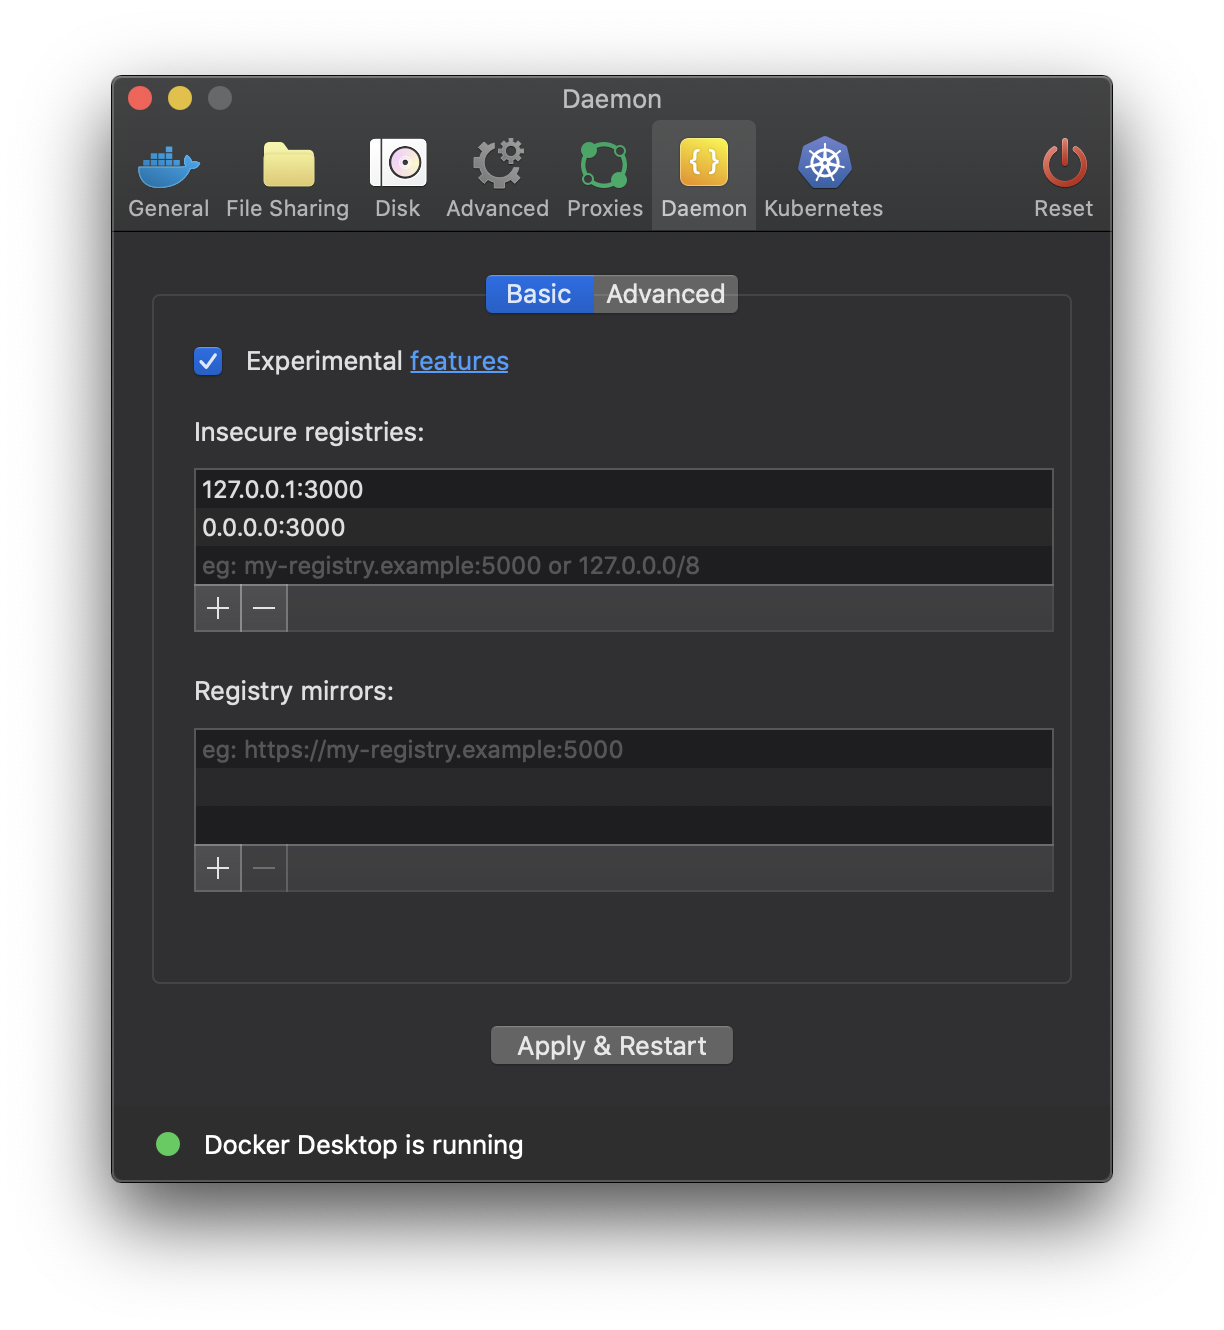 Daemon
General File Sharing Disk Advanced Proxies Daemon Kubernetes Reset
Basic Advanced
Experimental features
Insecure registries:
127.0.0.1:3000
0.0.0.0:3000
eg: my-registry.example:5000 or 127.0.0.0/8
Registry mirrors:
eg: https://my-registry.example:5000
Apply & Restart
Docker Desktop is running